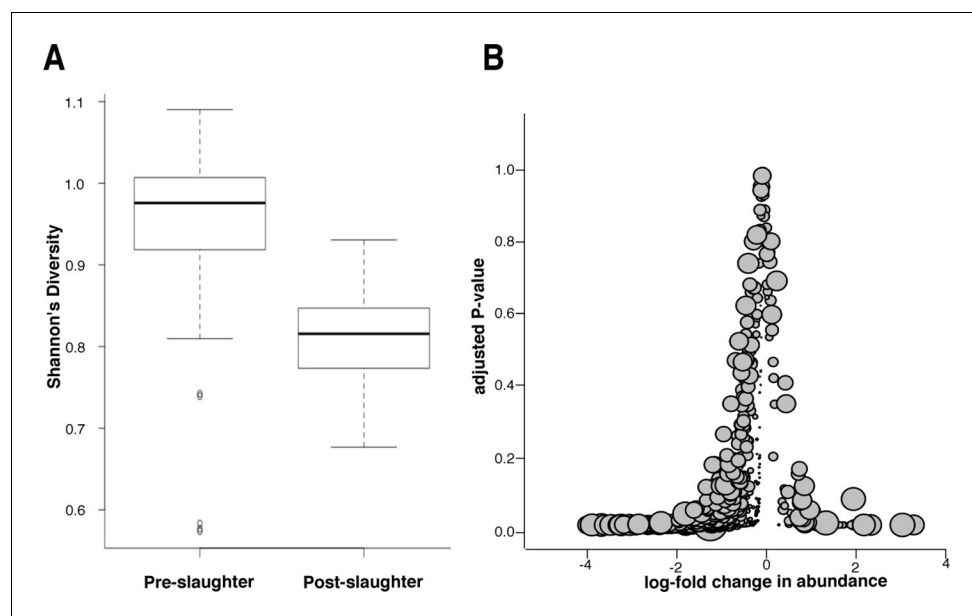 A
B
Shannon's Diversity
1.1
1.0
0.9
0.8
0.7
0.6
Pre-slaughter
Post-slaughter
adjusted P-value
1.0
0.8
0.6
0.4
0.2
0.0
-4
-2
0
2
4
log-fold change in abundance